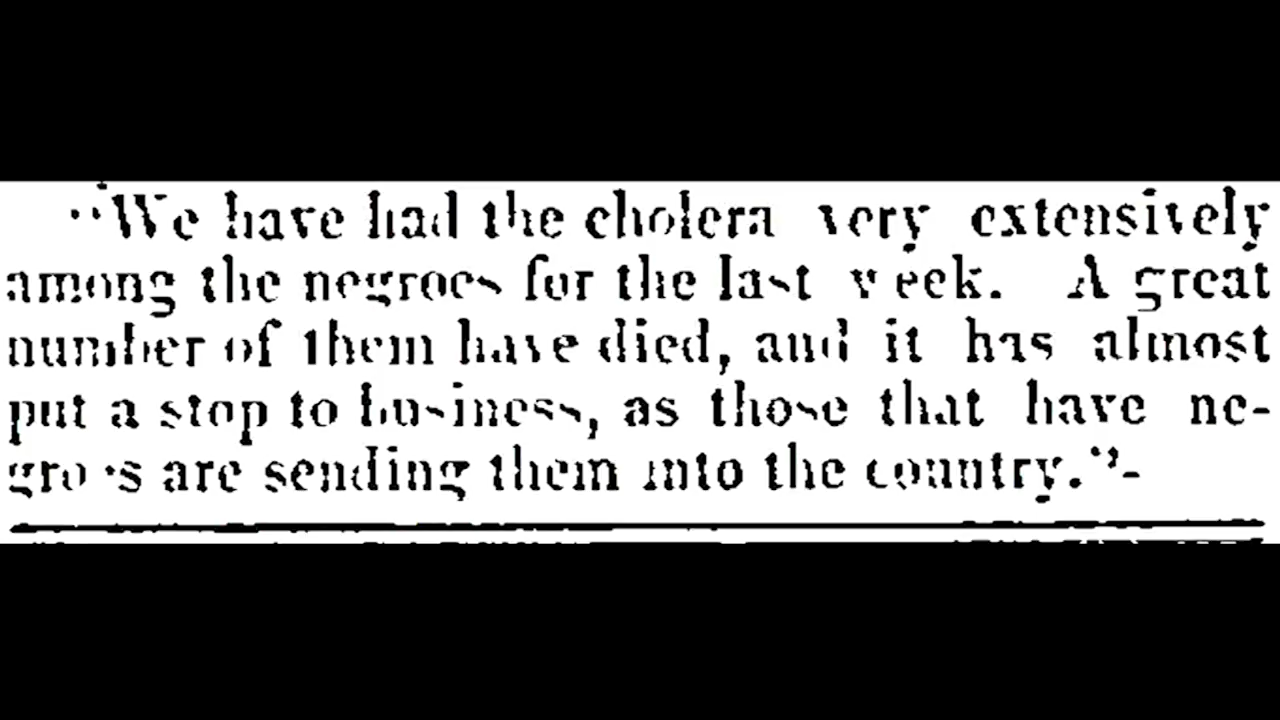 "We have had the cholera very extensively
among the negroes for the last week. A great
number of them have died, and it has almost
put a stop to business, as those that have ne-
groes are sending them into the country."-